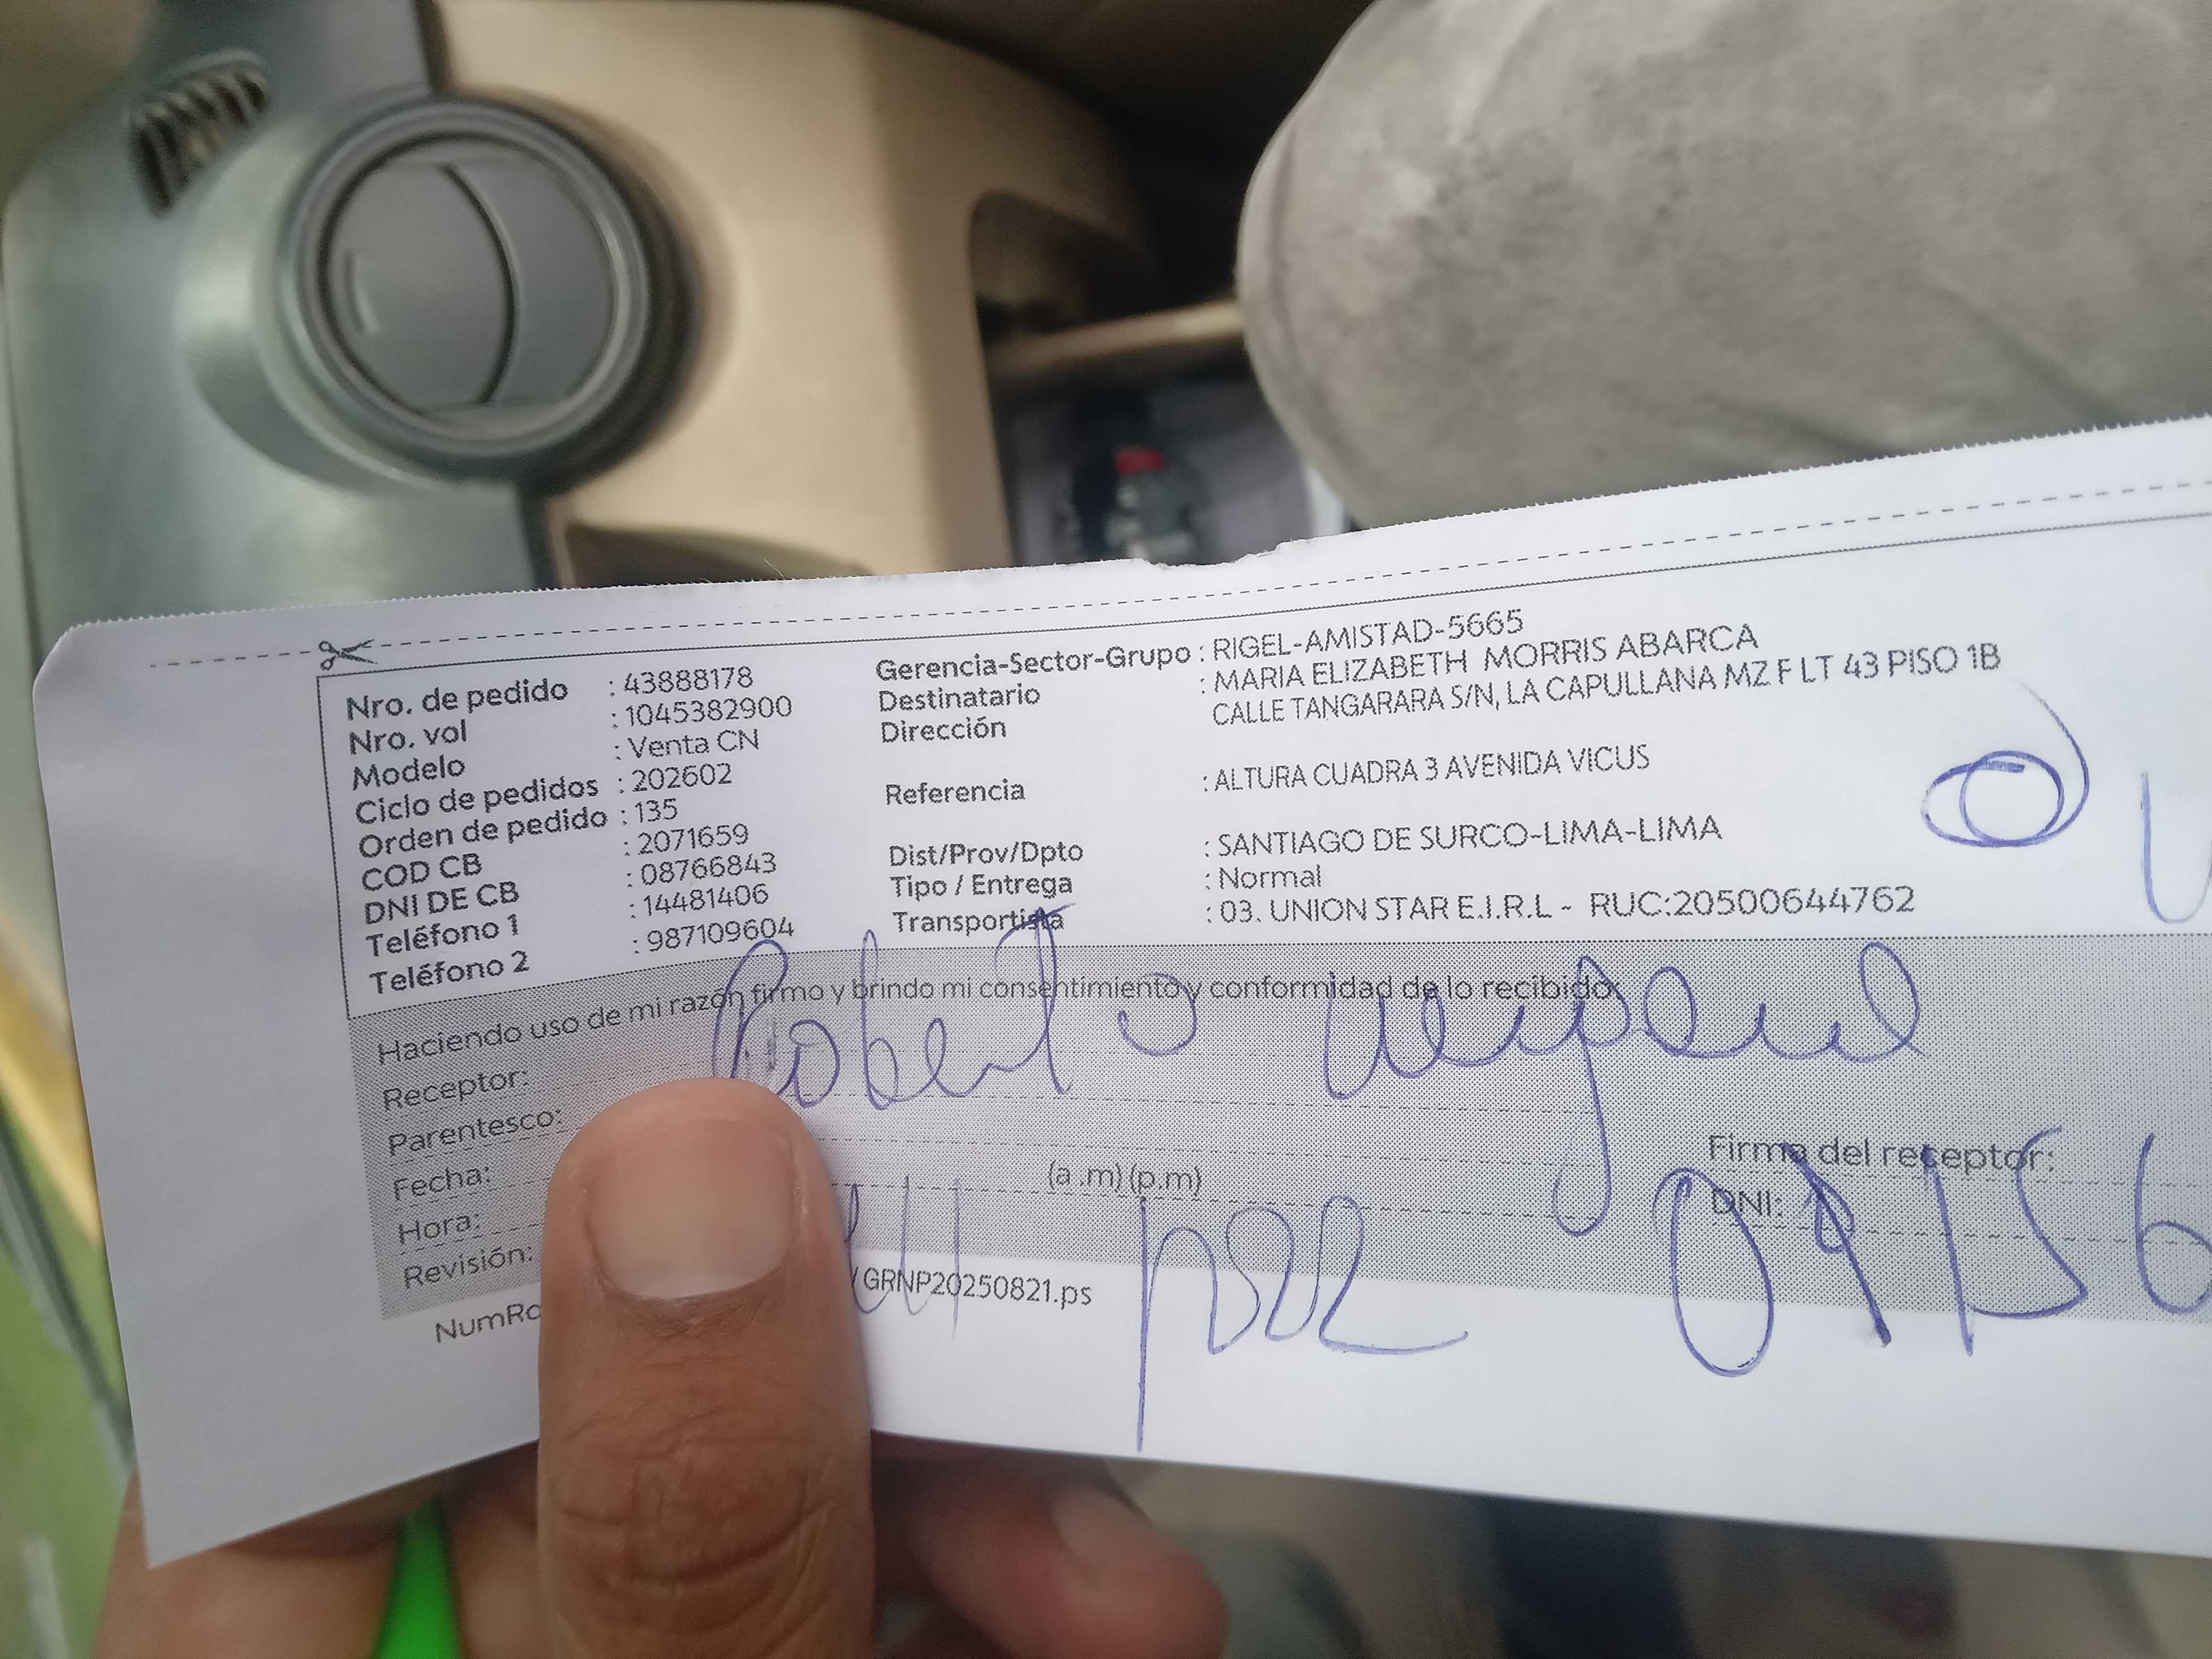 Nro. de pedido : 43888178
Nro. vol : 1045382900
Modelo : Venta CN
Ciclo de pedidos : 202602
Orden de pedido : 135
COD CB : 2071659
DNI DE CB : 08766843
Teléfono 1 : 14481406
Teléfono 2 : 987109604
Gerencia-Sector-Grupo : RIGEL-AMISTAD-5665
Destinatario : MARIA ELIZABETH MORRIS ABARCA
Dirección CALLE TANGARARA S/N, LA CAPULLANA MZ F LT 43 PISO 1B
Referencia : ALTURA CUADRA 3 AVENIDA VICUS
Dist/Prov/Dpto : SANTIAGO DE SURCO-LIMA-LIMA
Tipo / Entrega : Normal
Transportista : 03. UNION STAR E.I.R.L - RUC:20500644762
Haciendo uso de mi razón firmo y brindo mi consentimiento y conformidad de lo recibido:
Receptor: Roberto
Parentesco:
Fecha:
Hora: (a.m)(p.m)
Revisión:
Firma del receptor:
DNI:
GRNP20250821.ps